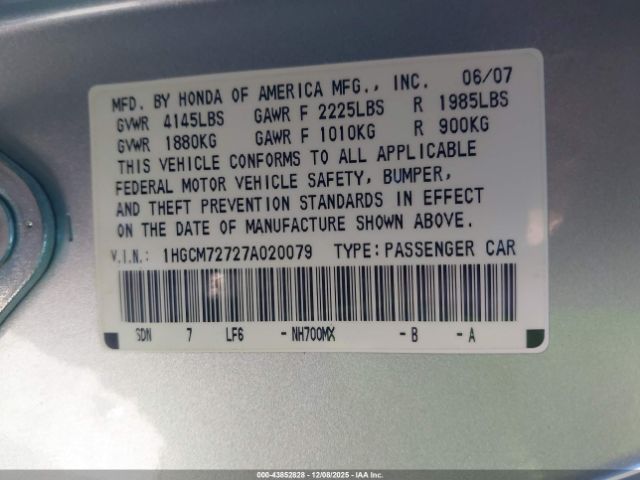 MFD. BY HONDA OF AMERICA MFG., INC. 06/07
GVWR 4145LBS GAWR F 2225LBS R 1985LBS
GVWR 1880KG GAWR F 1010KG R 900KG
THIS VEHICLE CONFORMS TO ALL APPLICABLE
FEDERAL MOTOR VEHICLE SAFETY, BUMPER,
AND THEFT PREVENTION STANDARDS IN EFFECT
ON THE DATE OF MANUFACTURE SHOWN ABOVE.
V.I.N.: 1HGCM72727A020079 TYPE:PASSENGER CAR
SDN 7 LF6 -NH700MX -B -A
000-43852828 - 12/08/2025 - IAA Inc.